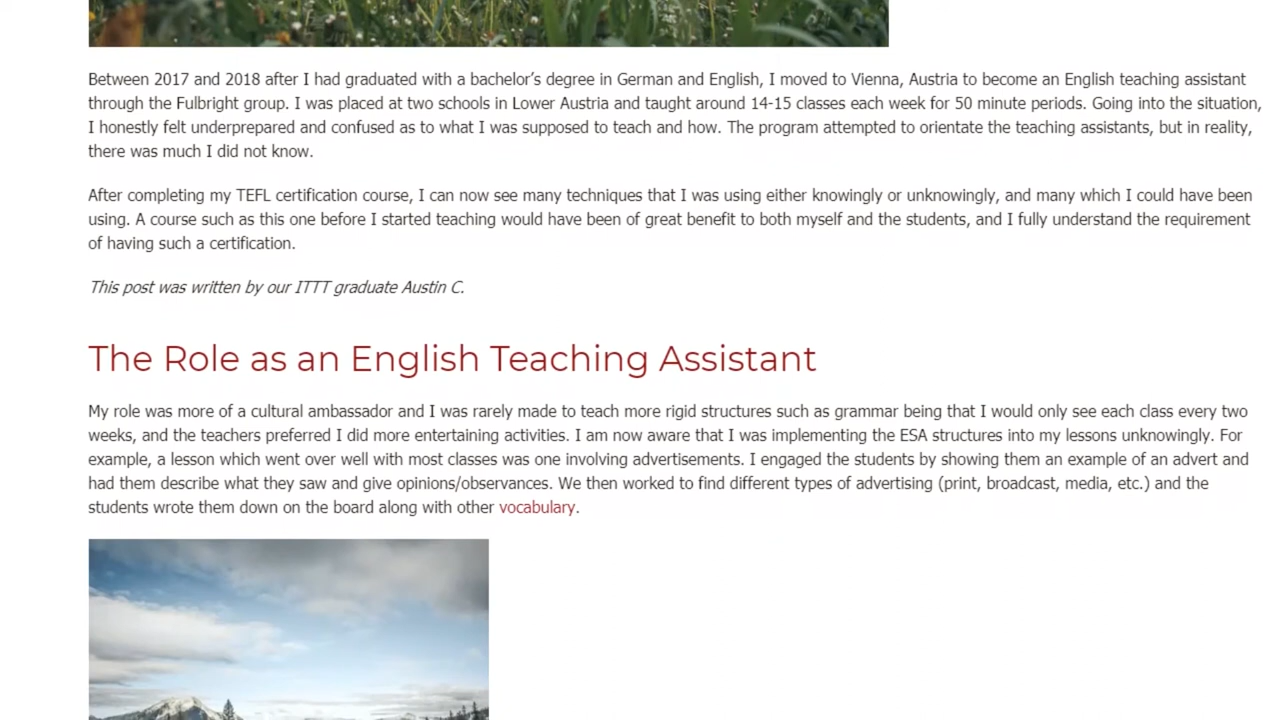 Between 2017 and 2018 after I had graduated with a bachelor's degree in German and English, I moved to Vienna, Austria to become an English teaching assistant
through the Fulbright group. I was placed at two schools in Lower Austria and taught around 14-15 classes each week for 50 minute periods. Going into the situation,
I honestly felt underprepared and confused as to what I was supposed to teach and how. The program attempted to orientate the teaching assistants, but in reality,
there was much I did not know.
After completing my TEFL certification course, I can now see many techniques that I was using either knowingly or unknowingly, and many which I could have been
using. A course such as this one before I started teaching would have been of great benefit to both myself and the students, and I fully understand the requirement
of having such a certification.
This post was written by our ITTT graduate Austin C.
The Role as an English Teaching Assistant
My role was more of a cultural ambassador and I was rarely made to teach more rigid structures such as grammar being that I would only see each class every two
weeks, and the teachers preferred I did more entertaining activities. I am now aware that I was implementing the ESA structures into my lessons unknowingly. For
example, a lesson which went over well with most classes was one involving advertisements. I engaged the students by showing them an example of an advert and
had them describe what they saw and give opinions/observances. We then worked to find different types of advertising (print, broadcast, media, etc.) and the
students wrote them down on the board along with other vocabulary.